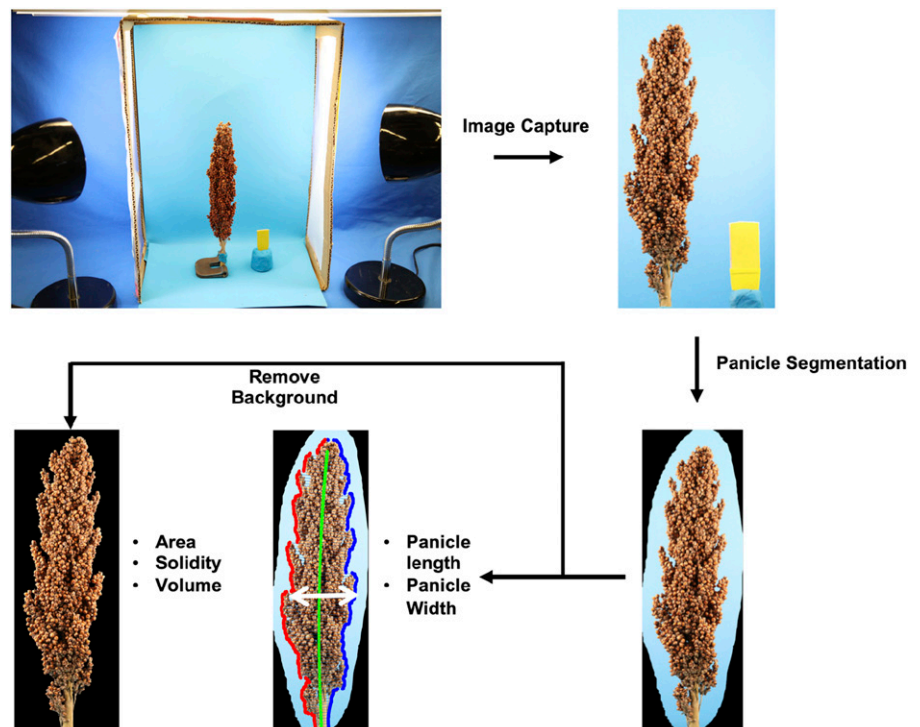 Image Capture
Panicle Segmentation
Remove
Background
• Area
• Solidity
• Volume
• Panicle
length
• Panicle
Width